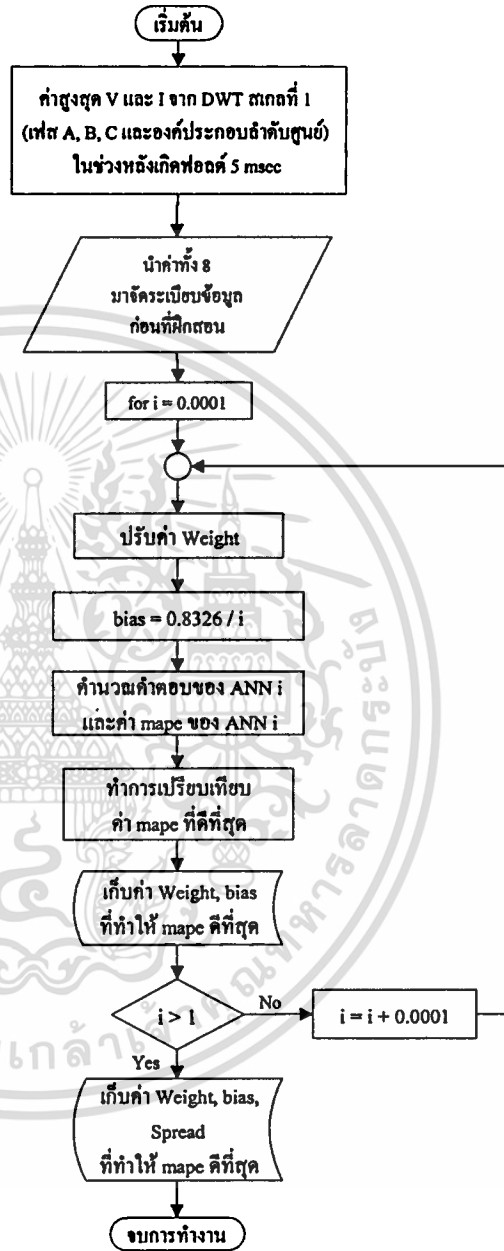 เริ่มต้น
ค่าสูงสุด V และ I จาก DWT สเกลที่ 1
(เฟส A, B, C และองค์ประกอบลำดับศูนย์)
ในช่วงหลังเกิดฟอลต์ 5 msec
นำค่าทั้ง 8
มาจัดระเบียบข้อมูล
ก่อนที่ฝึกสอน
for i = 0.0001
ปรับค่า Weight
bias = 0.8326 / i
คำนวณคำตอบของ ANN i
และค่า mape ของ ANN i
ทำการเปรียบเทียบ
ค่า mape ที่ดีที่สุด
เก็บค่า Weight, bias
ที่ทำให้ mape ดีที่สุด
i > 1
No
i = i + 0.0001
Yes
เก็บค่า Weight, bias,
Spread
ที่ทำให้ mape ดีที่สุด
จบการทำงาน